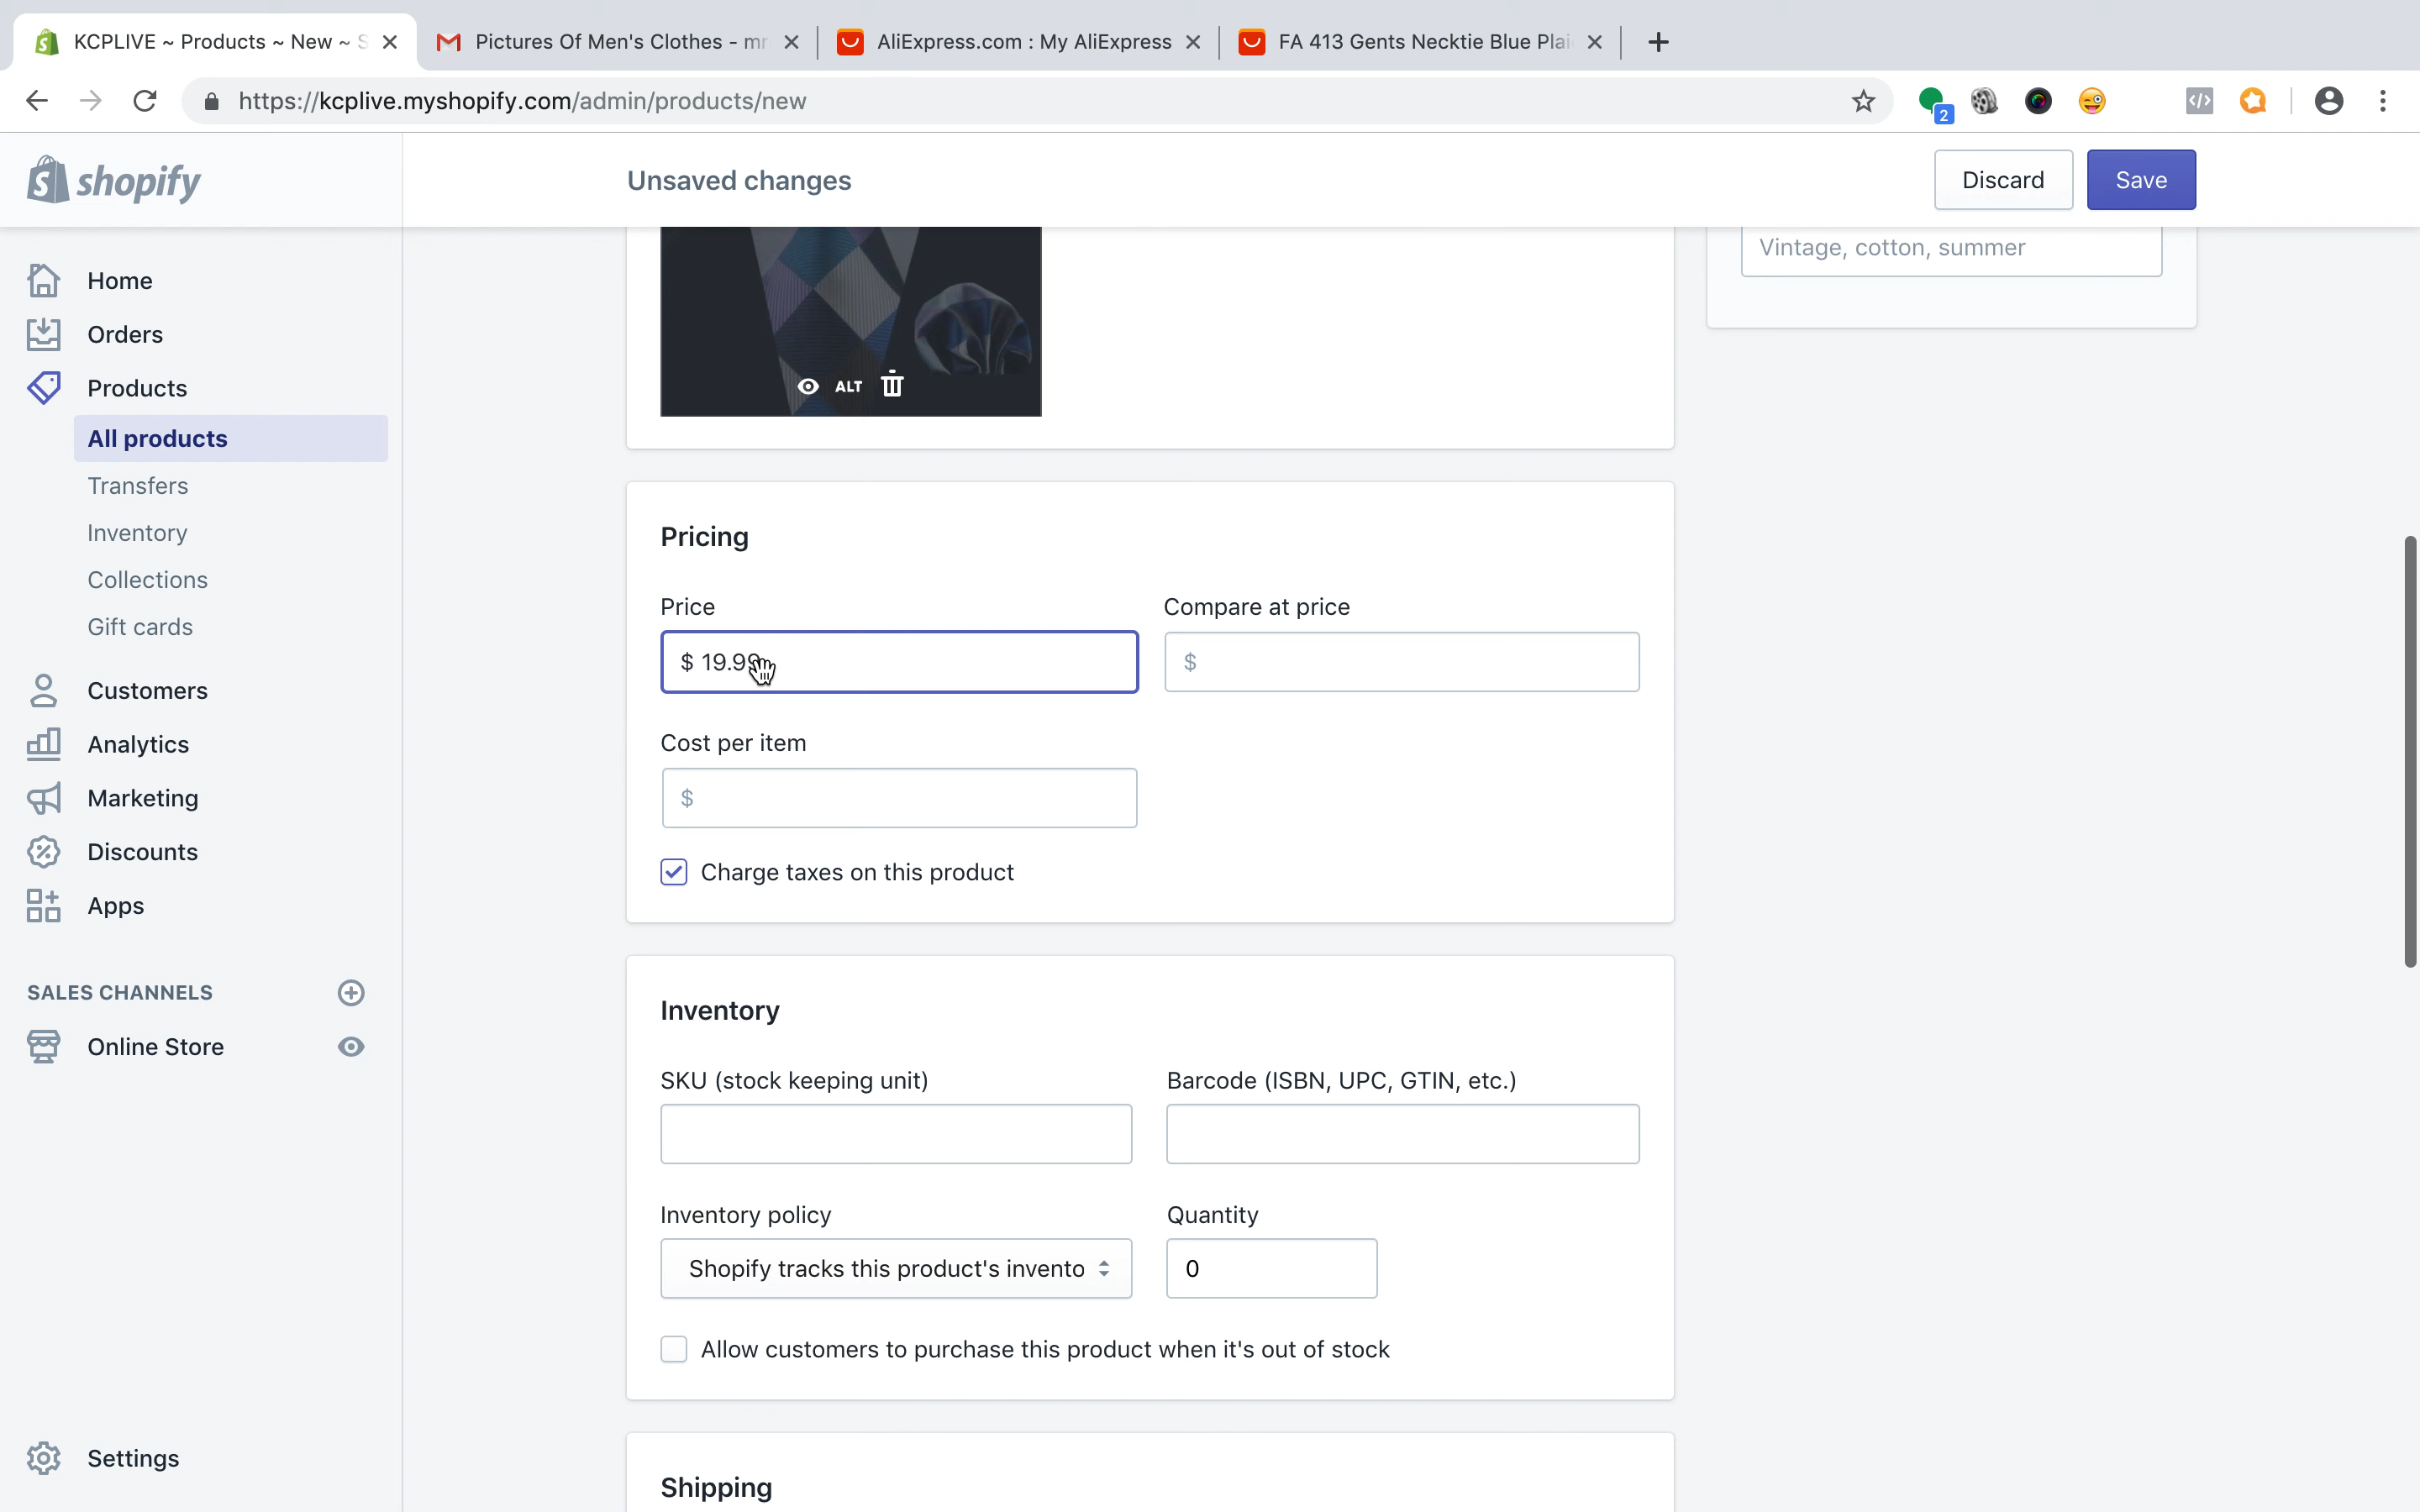 KCPLIVE ~ Products ~ New ~ S
Pictures Of Men's Clothes - mr
AliExpress.com : My AliExpress
FA 413 Gents Necktie Blue Plai
https://kcplive.myshopify.com/admin/products/new
2
shopify
Unsaved changes
Discard
Save
Home
Orders
Products
All products
Transfers
Inventory
Collections
Gift cards
Customers
Analytics
Marketing
Discounts
Apps
SALES CHANNELS
Online Store
Settings
Vintage, cotton, summer
ALT
Pricing
Price
Compare at price
$ 19.99
$
Cost per item
$
Charge taxes on this product
Inventory
SKU (stock keeping unit)
Barcode (ISBN, UPC, GTIN, etc.)
Inventory policy
Quantity
Shopify tracks this product's invento
0
Allow customers to purchase this product when it's out of stock
Shipping